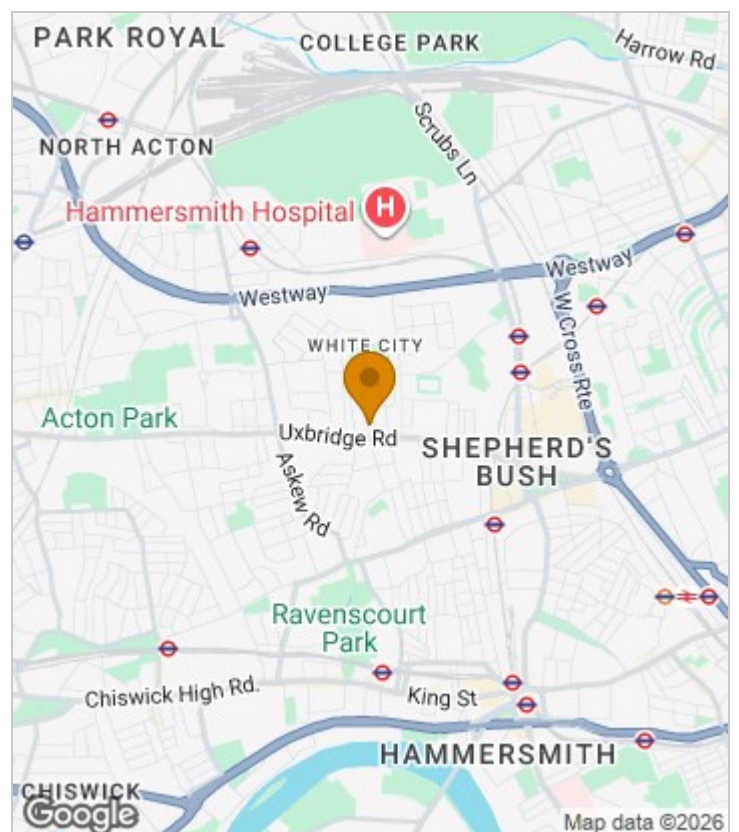 PARK ROYAL
COLLEGE PARK
Harrow Rd
Scrubs Ln
NORTH ACTON
Hammersmith Hospital
H
Westway
Westway
W Cross Rte
WHITE CITY
Acton Park
Uxbridge Rd
SHEPHERD'S
BUSH
Askew Rd
Ravenscourt
Park
Chiswick High Rd.
King St
HAMMERSMITH
CHISWICK
Google
Map data ©2026